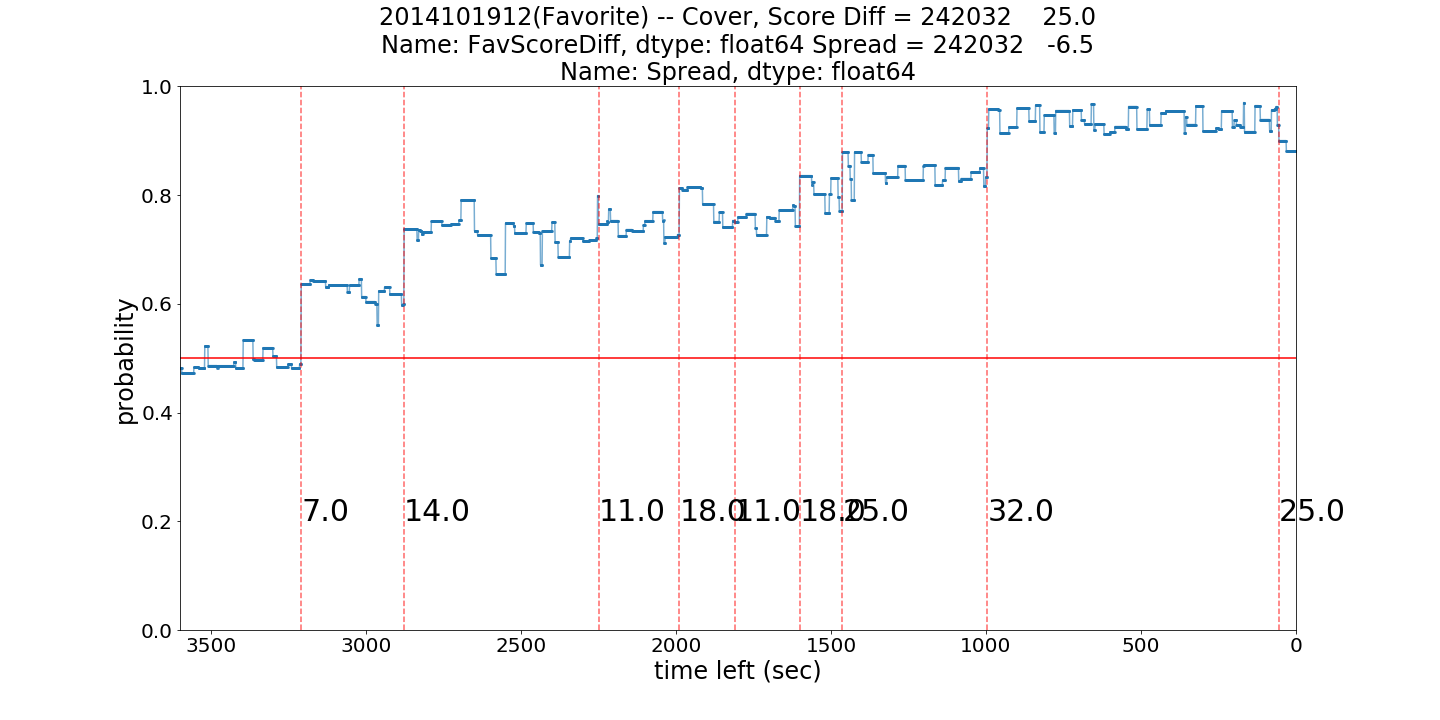 2014101912(Favorite) -- Cover, Score Diff = 242032    25.0
Name: FavScoreDiff, dtype: float64 Spread = 242032   -6.5
Name: Spread, dtype: float64
1.0
0.8
0.6
0.4
0.2
0.0
probability
7.0 14.0 11.0 18.0 11.0 18.0 25.0 32.0 25.0
3500 3000 2500 2000 1500 1000 500 0
time left (sec)